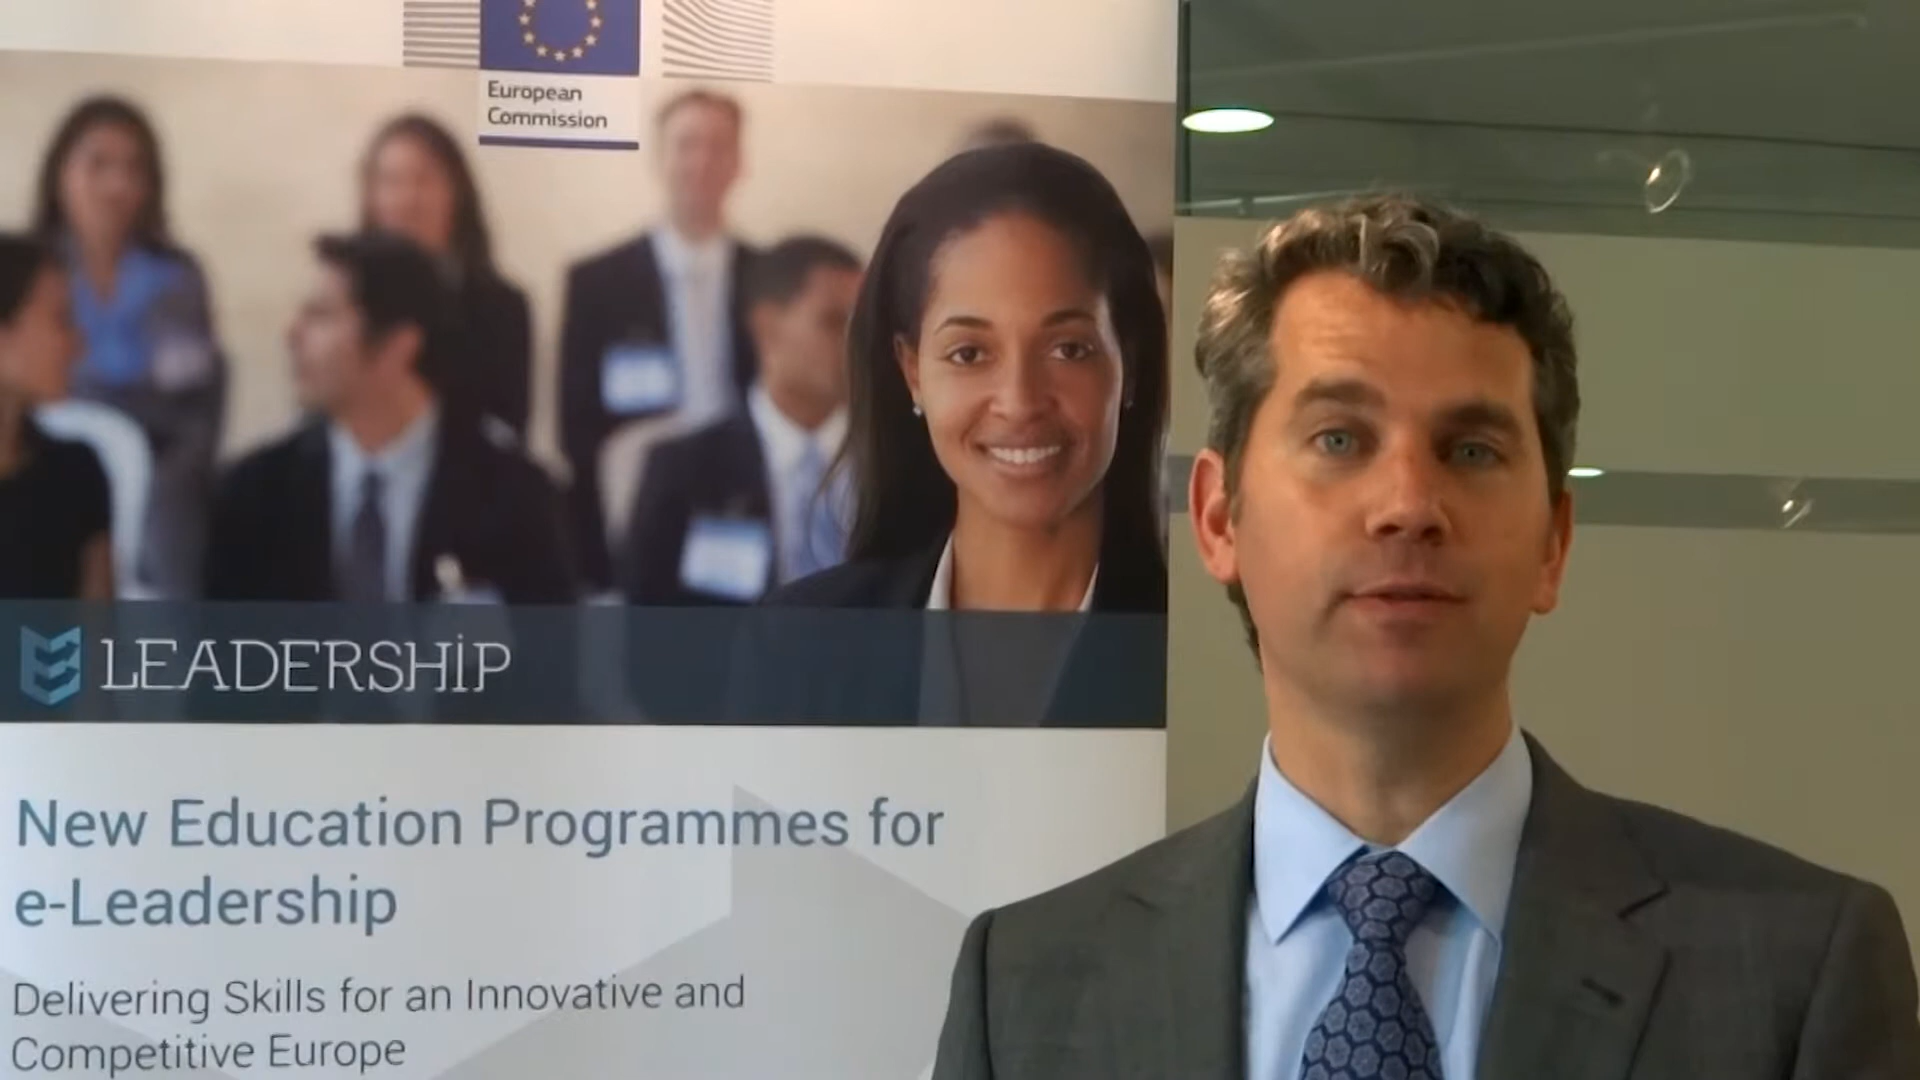 European
Commission
LEADERSHIP
New Education Programmes for
e-Leadership
Delivering Skills for an Innovative and
Competitive Europe